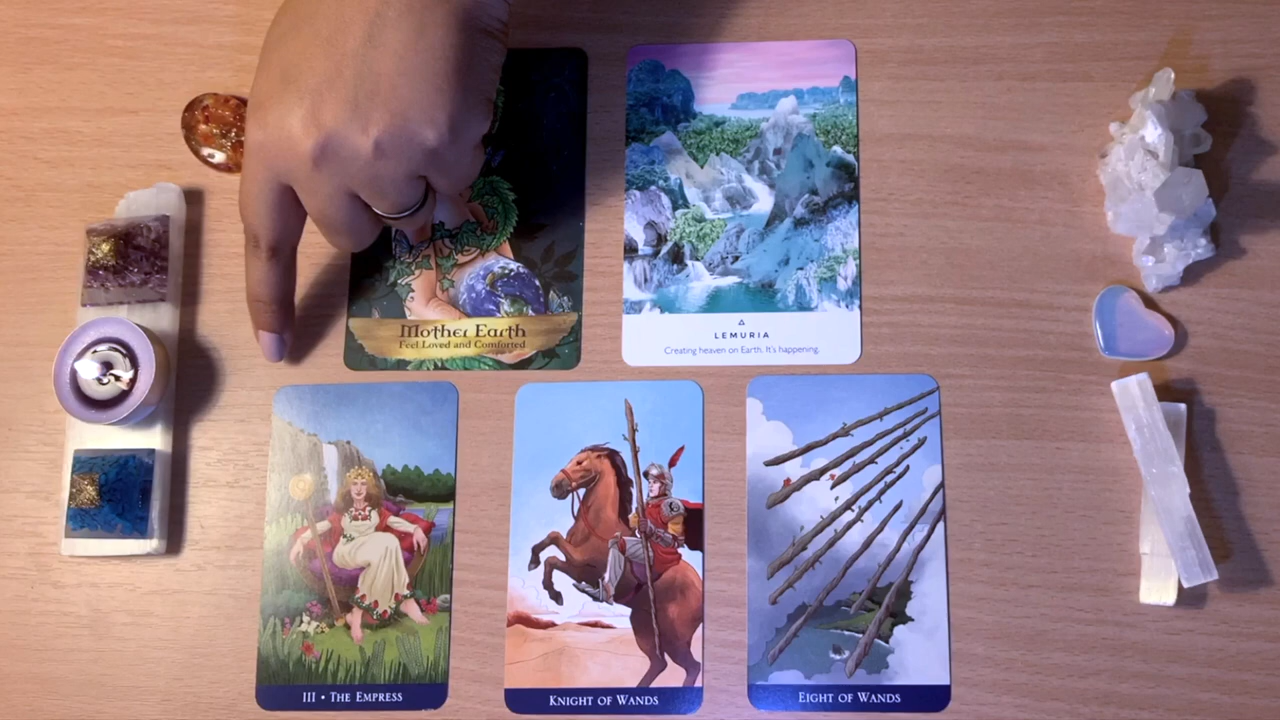 Mother Earth
Feel Loved and Comforted
LEMURIA
Creating heaven on Earth. It's happening.
III • THE EMPRESS
KNIGHT OF WANDS
EIGHT OF WANDS